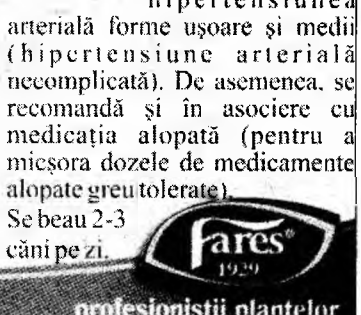 hipertensiunea
arterială forme uşoare şi medii
(hipertensiune arterială
necomplicată). De asemenea, se
recomandă şi în asociere cu
medicaţia alopată (pentru a
micşora dozele de medicamente
alopate greu tolerate).
Se beau 2-3
căni pe zi.
Fares®
1929
profesioniştii plantelor